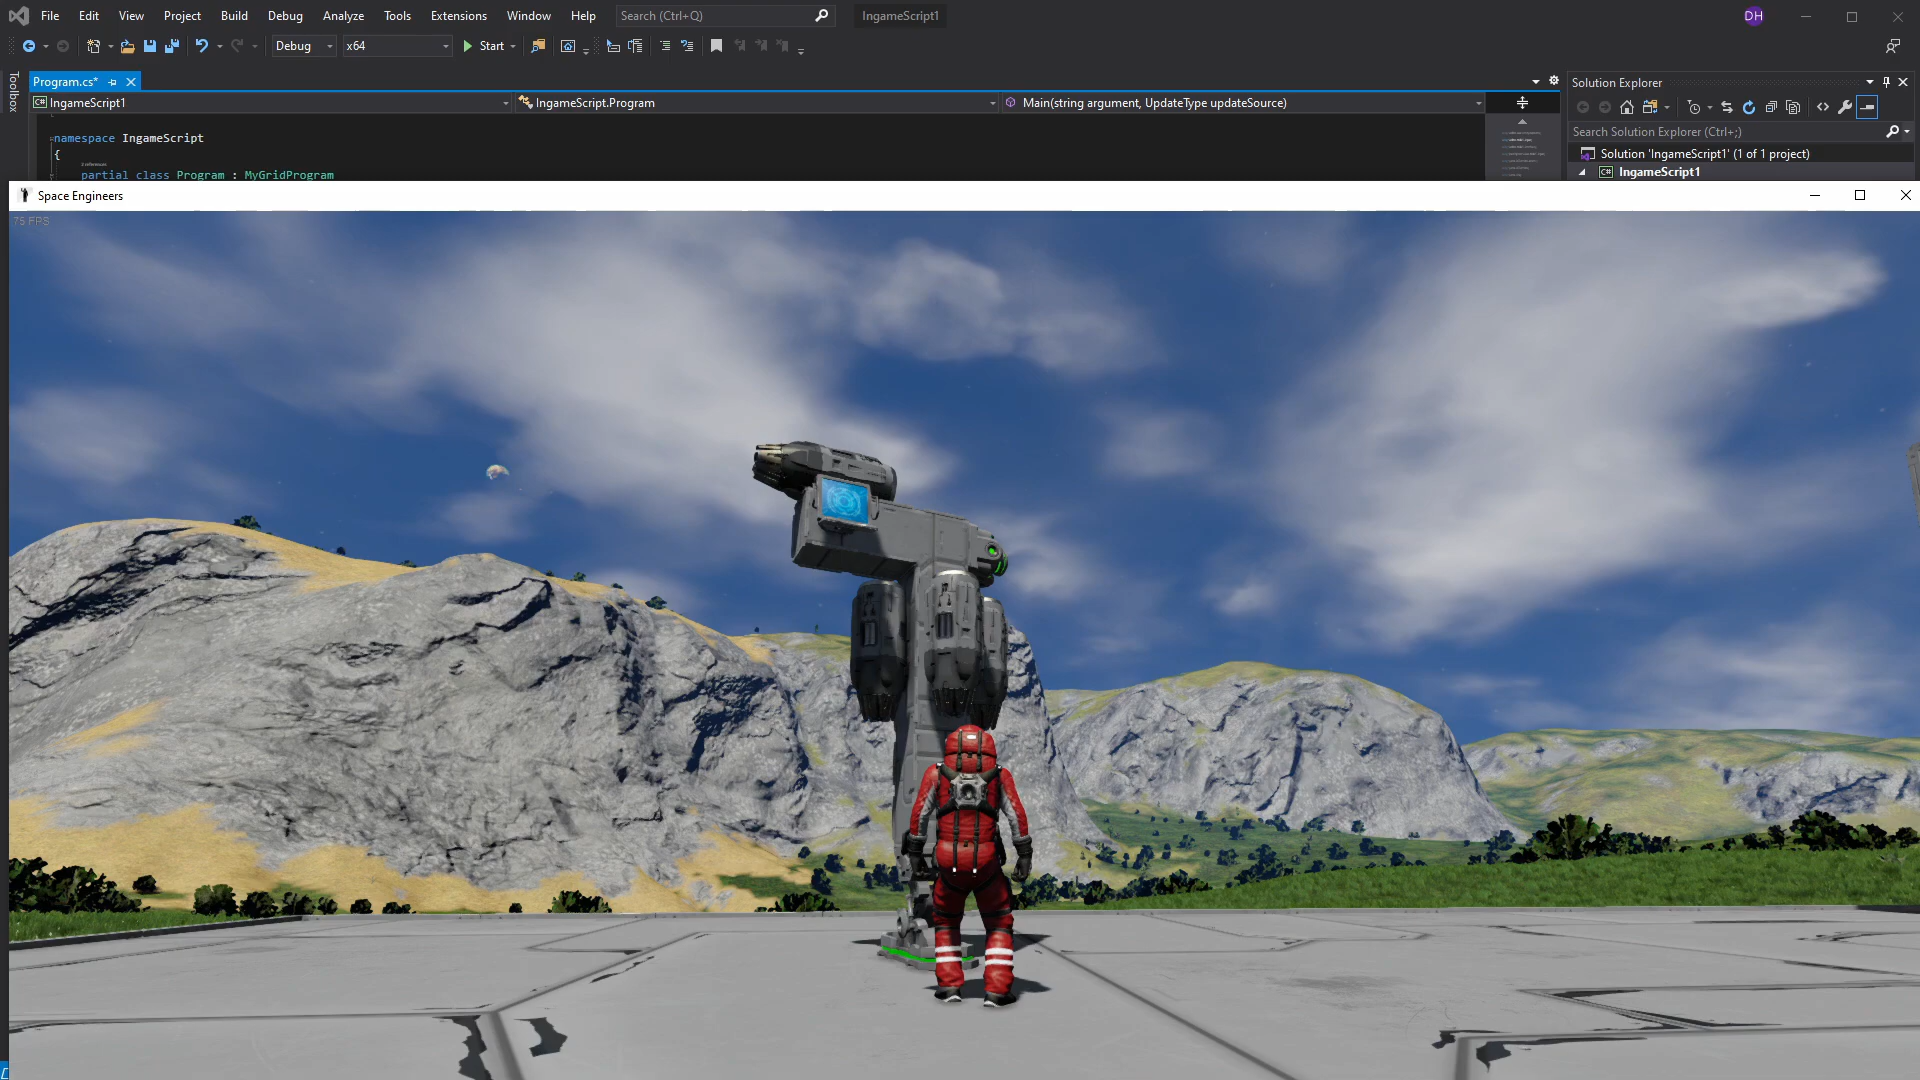 File Edit View Project Build Debug Analyze Tools Extensions Window Help Search (Ctrl+Q) IngameScript1 DH
Debug x64 Start
Toolbox
Program.cs*
Solution Explorer
C# IngameScript1 IngameScript.Program Main(string argument, UpdateType updateSource)
Search Solution Explorer (Ctrl+;)
namespace IngameScript
{
Solution 'IngameScript1' (1 of 1 project)
C# IngameScript1
partial class Program : MyGridProgram
Space Engineers
75 FPS